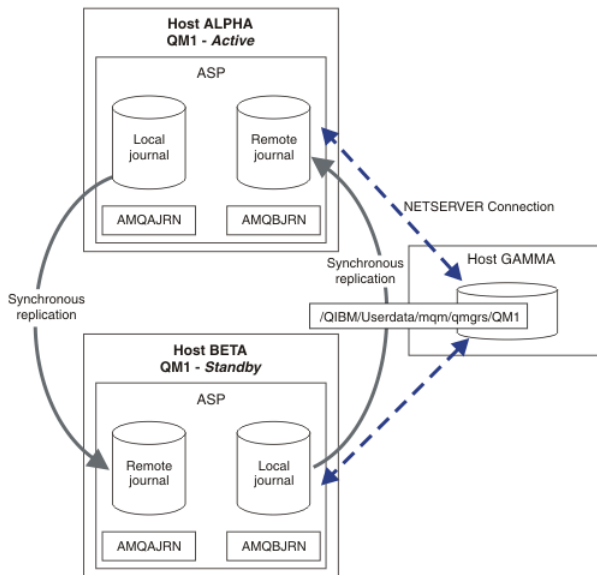 Host ALPHA
QM1 - Active
ASP
Local
journal
Remote
journal
AMQAJRN
AMQBJRN
NETSERVER Connection
Host GAMMA
/QIBM/Userdata/mqm/qmgrs/QM1
Synchronous
replication
Synchronous
replication
Host BETA
QM1 - Standby
ASP
Remote
journal
Local
journal
AMQAJRN
AMQBJRN